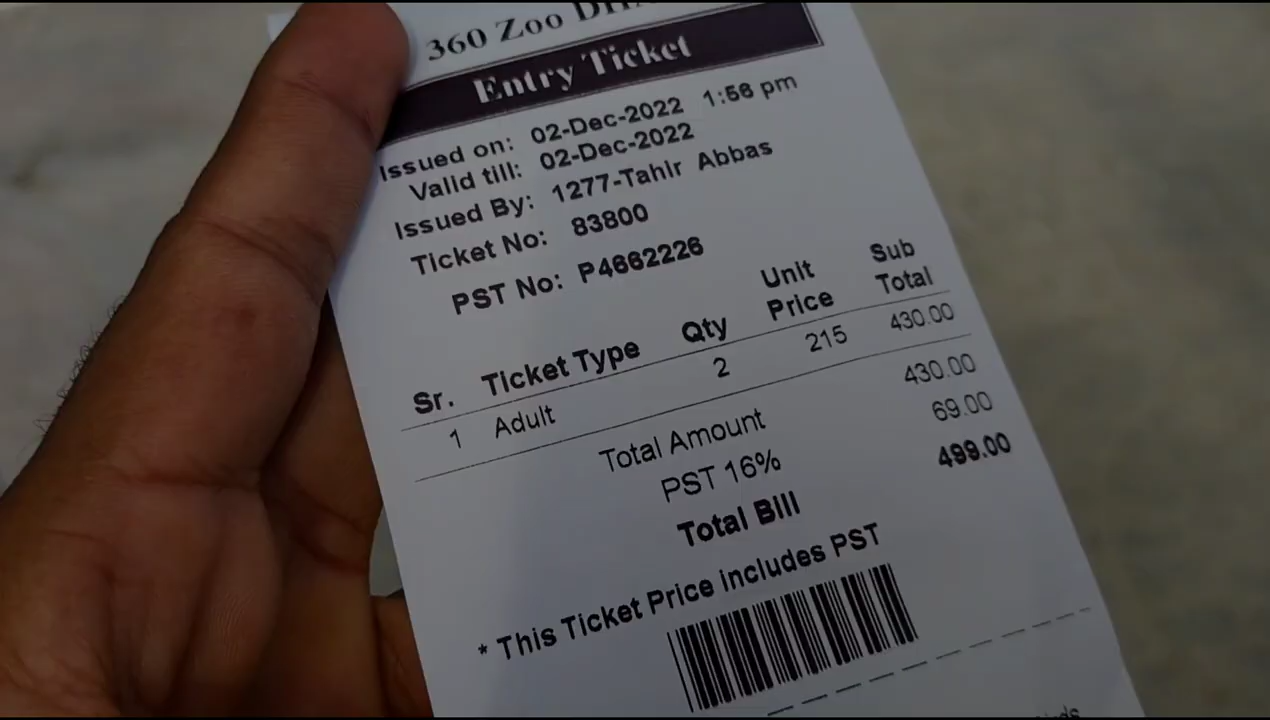 360 Zoo
Entry Ticket
Issued on: 02-Dec-2022 1:56 pm
Valid till: 02-Dec-2022
Issued By: 1277-Tahir Abbas
Ticket No: 83800
PST No: P4662226
Sr. Ticket Type Qty Unit Price Sub Total
1 Adult 2 215 430.00
Total Amount 430.00
PST 16% 69.00
Total Bill 499.00
* This Ticket Price includes PST